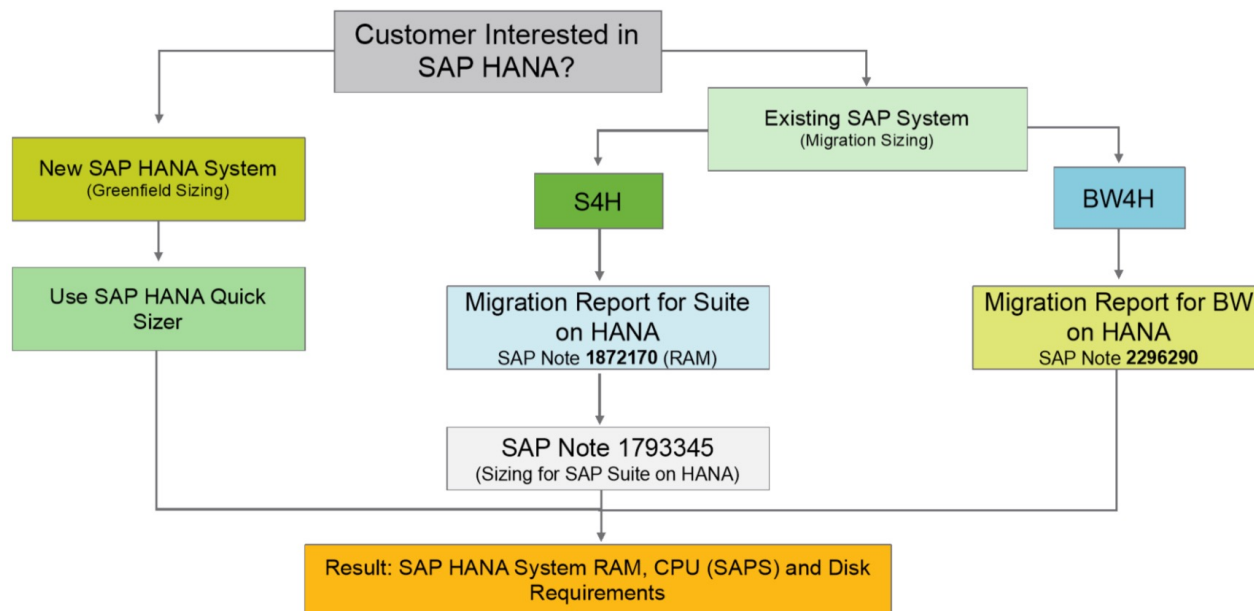 Customer Interested in
SAP HANA?
Existing SAP System
(Migration Sizing)
New SAP HANA System
(Greenfield Sizing)
S4H
BW4H
Use SAP HANA Quick
Sizer
Migration Report for Suite
on HANA
SAP Note 1872170 (RAM)
Migration Report for BW
on HANA
SAP Note 2296290
SAP Note 1793345
(Sizing for SAP Suite on HANA)
Result: SAP HANA System RAM, CPU (SAPS) and Disk
Requirements